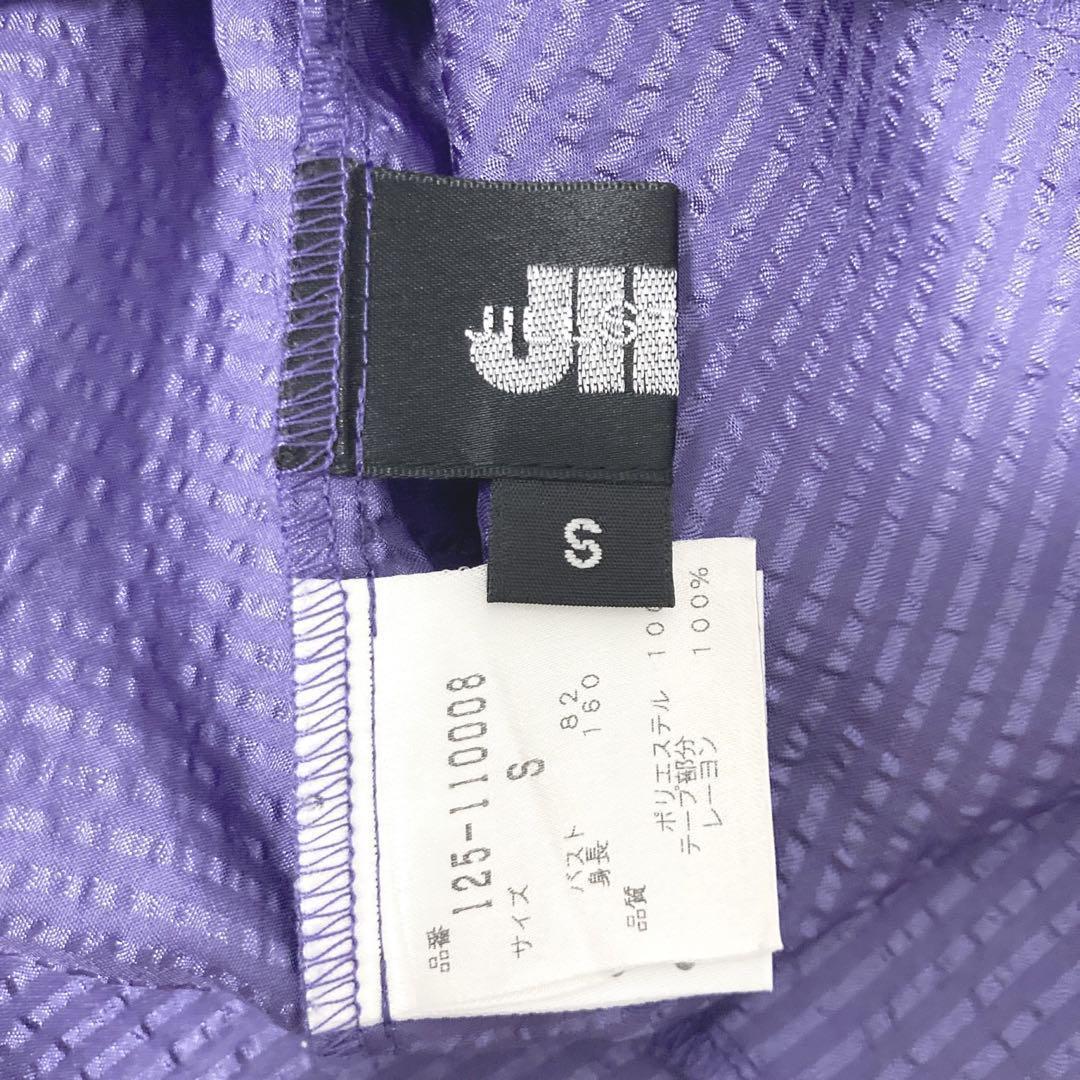 JH
S
品番 125-110008
サイズ S
バスト 82
身長 160
品質 ポリエステル
テープ部分
レーヨン 100%